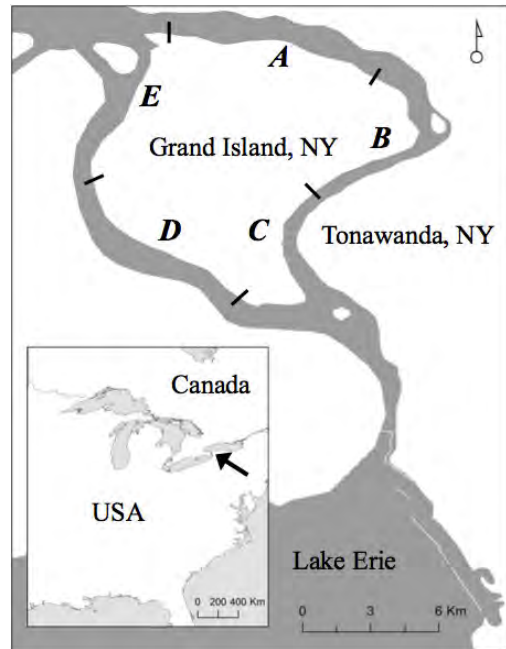 A
E
B
Grand Island, NY
D
C
Tonawanda, NY
Canada
USA
0 200 400 Km
Lake Erie
0 3 6 Km